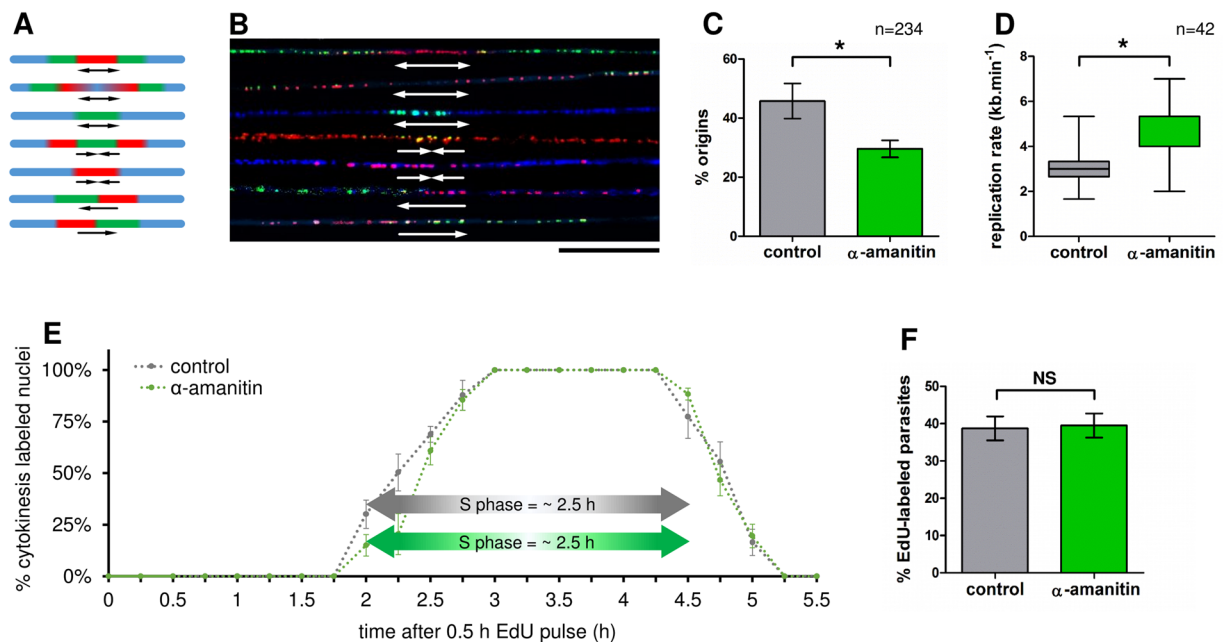 A
B
C
n=234
*
% origins
60
40
20
0
control
α-amanitin
D
n=42
*
replication rate (kb.min⁻¹)
8
6
4
2
0
control
α-amanitin
E
% cytokinesis labeled nuclei
100%
75%
50%
25%
0%
control
α-amanitin
S phase = ~ 2.5 h
S phase = ~ 2.5 h
0 0.5 1 1.5 2 2.5 3 3.5 4 4.5 5 5.5
time after 0.5 h EdU pulse (h)
F
NS
% EdU-labeled parasites
50
40
30
20
10
0
control
α-amanitin